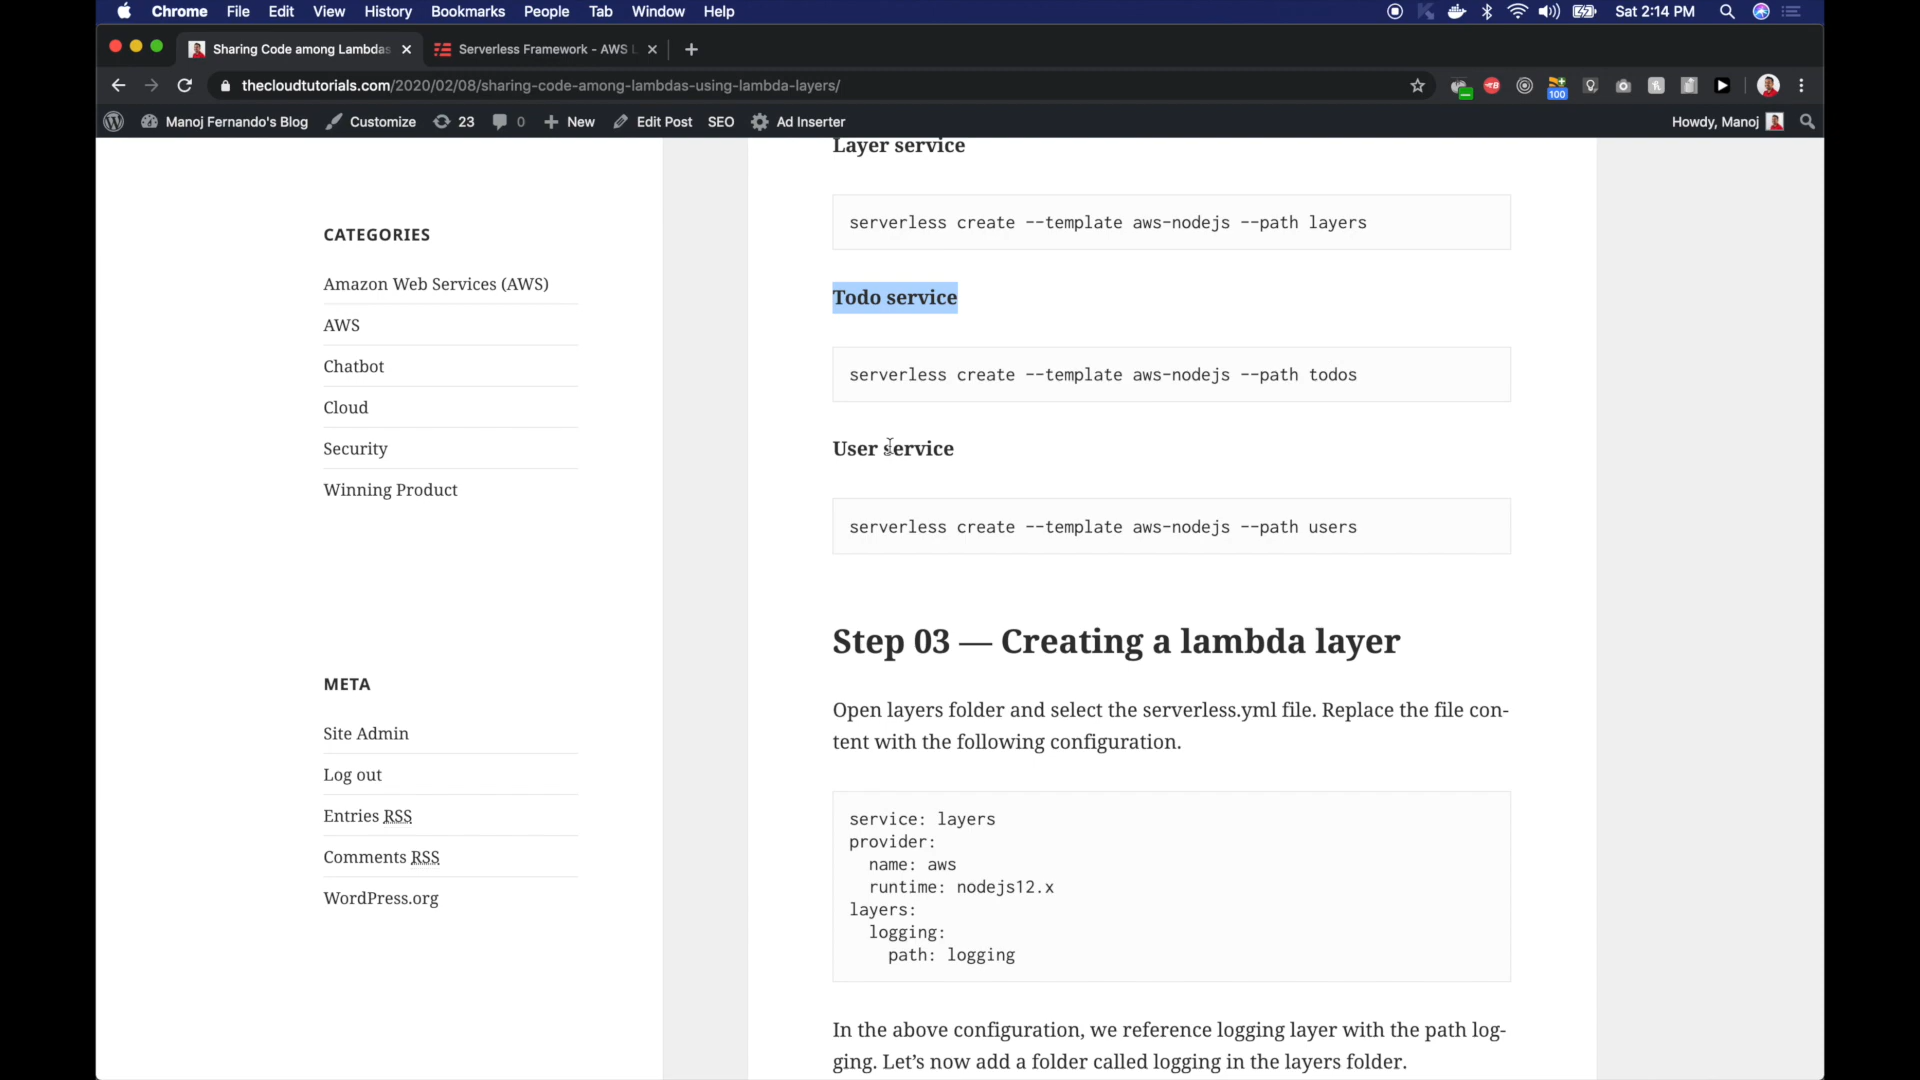 Chrome File Edit View History Bookmarks People Tab Window Help Sat 2:14 PM
Sharing Code among Lambdas Serverless Framework - AWS L
thecloudtutorials.com/2020/02/08/sharing-code-among-lambdas-using-lambda-layers/ 100
Manoj Fernando's Blog Customize 23 0 New Edit Post SEO Ad Inserter Howdy, Manoj
CATEGORIES
Amazon Web Services (AWS)
AWS
Chatbot
Cloud
Security
Winning Product
META
Site Admin
Log out
Entries RSS
Comments RSS
WordPress.org
Layer service
serverless create --template aws-nodejs --path layers
Todo service
serverless create --template aws-nodejs --path todos
User service
serverless create --template aws-nodejs --path users
Step 03 — Creating a lambda layer
Open layers folder and select the serverless.yml file. Replace the file con-
tent with the following configuration.
service: layers
provider:
  name: aws
  runtime: nodejs12.x
layers:
  logging:
    path: logging
In the above configuration, we reference logging layer with the path log-
ging. Let’s now add a folder called logging in the layers folder.